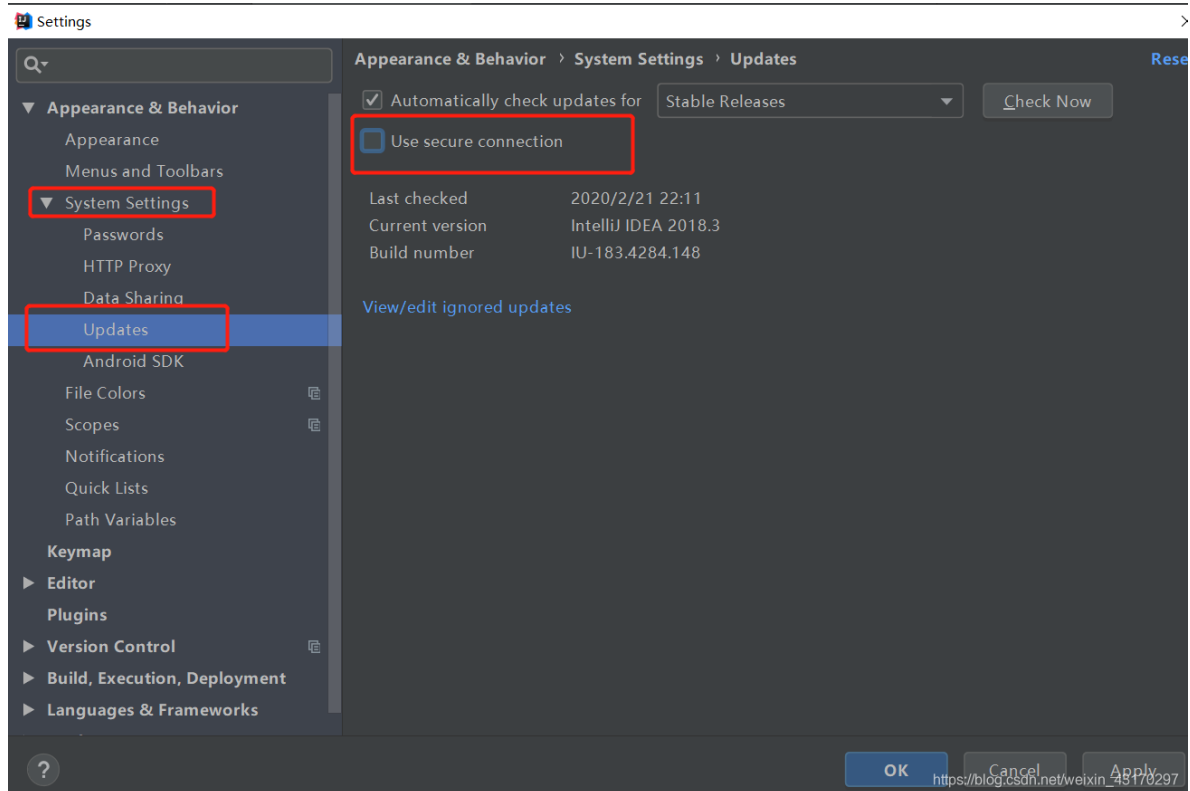 Settings
Appearance & Behavior
Appearance
Menus and Toolbars
System Settings
Passwords
HTTP Proxy
Data Sharing
Updates
Android SDK
File Colors
Scopes
Notifications
Quick Lists
Path Variables
Keymap
Editor
Plugins
Version Control
Build, Execution, Deployment
Languages & Frameworks
Appearance & Behavior › System Settings › Updates Rese
Automatically check updates for Stable Releases Check Now
Use secure connection
Last checked 2020/2/21 22:11
Current version IntelliJ IDEA 2018.3
Build number IU-183.4284.148
View/edit ignored updates
? OK Cancel Apply
https://blog.csdn.net/weixin_43170297